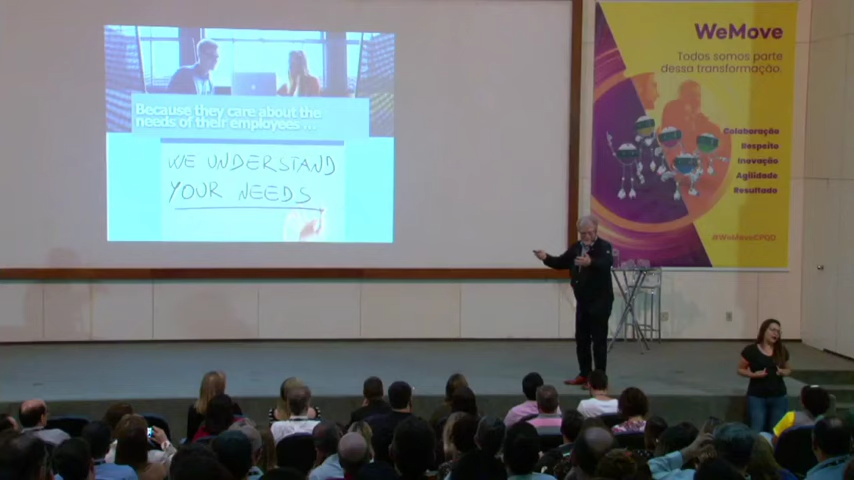 Because they care about the
needs of their employees ...
WE UNDERSTAND
YOUR NEEDS
WeMove
Todos somos parte
dessa transformação.
Colaboração
Respeito
Inovação
Agilidade
Resultado
#WeMoveCPQD